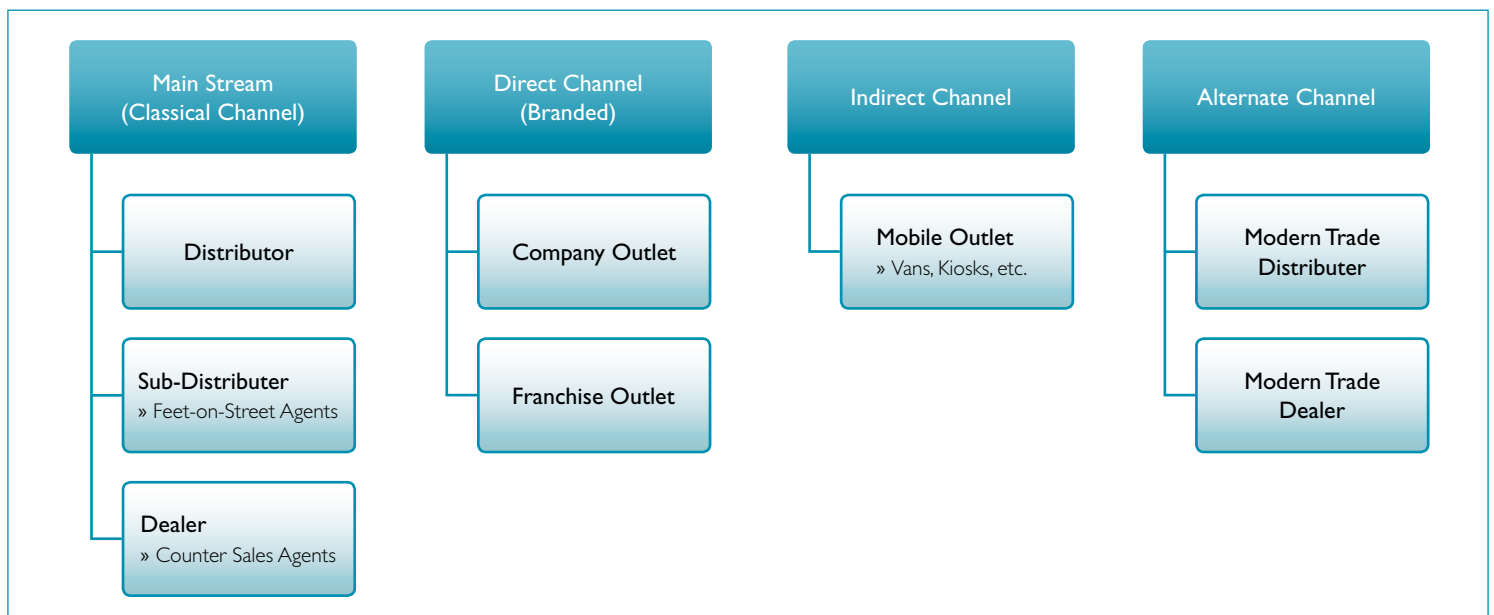 Main Stream
(Classical Channel)
Distributor
Sub-Distributer
» Feet-on-Street Agents
Dealer
» Counter Sales Agents
Direct Channel
(Branded)
Company Outlet
Franchise Outlet
Indirect Channel
Mobile Outlet
» Vans, Kiosks, etc.
Alternate Channel
Modern Trade
Distributer
Modern Trade
Dealer